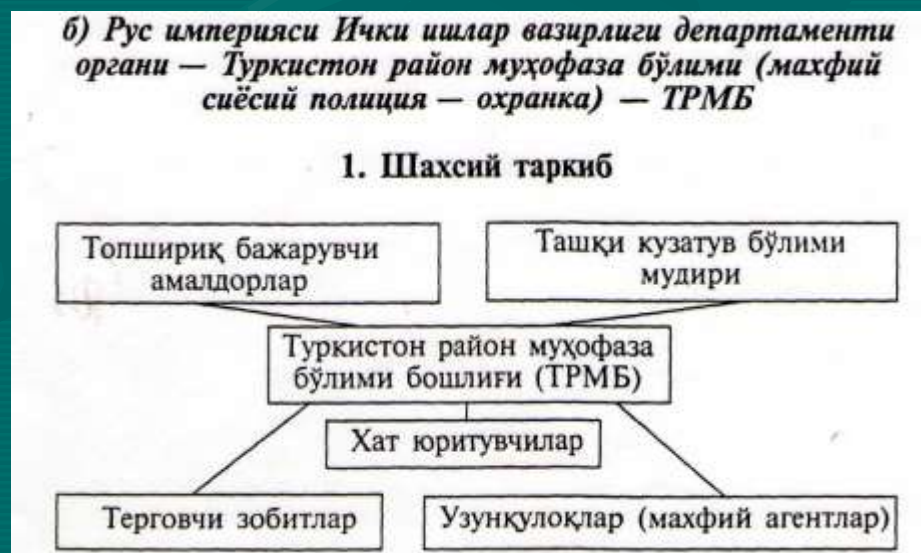 б) Рус империяси Ички ишлар вазирлиги департаменти
органи — Туркистон район муҳофаза бўлими (махфий
сиёсий полиция — охранка) — ТРМБ
1. Шахсий таркиб
Топшириқ бажарувчи
амалдорлар
Ташқи кузатув бўлими
мудири
Туркистон район муҳофаза
бўлими бошлиғи (ТРМБ)
Хат юритувчилар
Терговчи зобитлар
Узунқулоқлар (махфий агентлар)